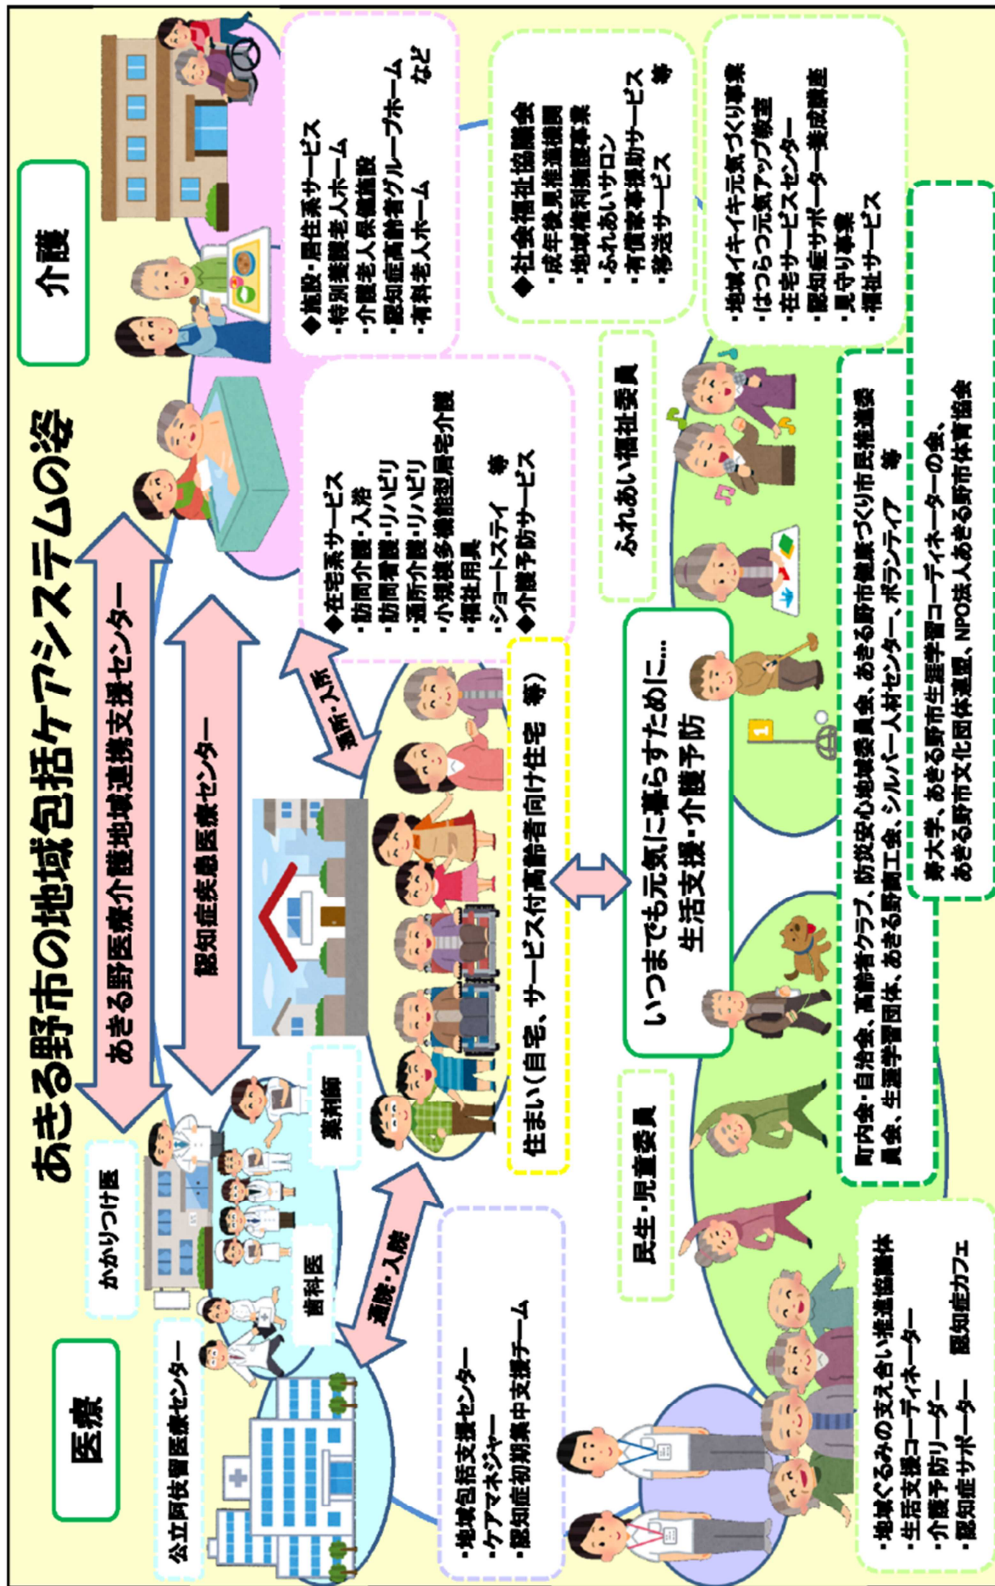 あきる野市の地域包括ケアシステムの姿
医療
介護
あきる野医療介護地域連携支援センター
認知症疾患医療センター
かかりつけ医
公立阿伎留医療センター
薬剤師
歯科医
通院・入院
通所・入所
◆施設・居住系サービス
・特別養護老人ホーム
・介護老人保健施設
・認知症高齢者グループホーム
・有料老人ホーム　など
◆在宅系サービス
・訪問介護・入浴
・訪問看護・リハビリ
・通所介護・リハビリ
・小規模多機能型居宅介護
・福祉用具
・ショートステイ　等
◆介護予防サービス
住まい(自宅、サービス付高齢者向け住宅　等)
・地域包括支援センター
・ケアマネジャー
・認知症初期集中支援チーム
◆社会福祉協議会
・成年後見推進機関
・地域権利擁護事業
・ふれあいサロン
・有償家事援助サービス
・移送サービス　等
民生・児童委員
いつまでも元気に暮らすために…
生活支援・介護予防
ふれあい福祉委員
1
・地域イキイキ元気づくり事業
・はつらつ元気アップ教室
・在宅サービスセンター
・認知症サポーター養成講座
・見守り事業
・福祉サービス
・地域ぐるみの支え合い推進協議体
・生活支援コーディネーター
・介護予防リーダー
・認知症サポーター　認知症カフェ
町内会・自治会、高齢者クラブ、防災安心地域委員会、あきる野市健康づくり市民推進委
員会、生涯学習団体、あきる野商工会、シルバー人材センター、ボランティア　等
寿大学、あきる野市生涯学習コーディネーターの会、
あきる野市文化団体連盟、NPO法人あきる野市体育協会